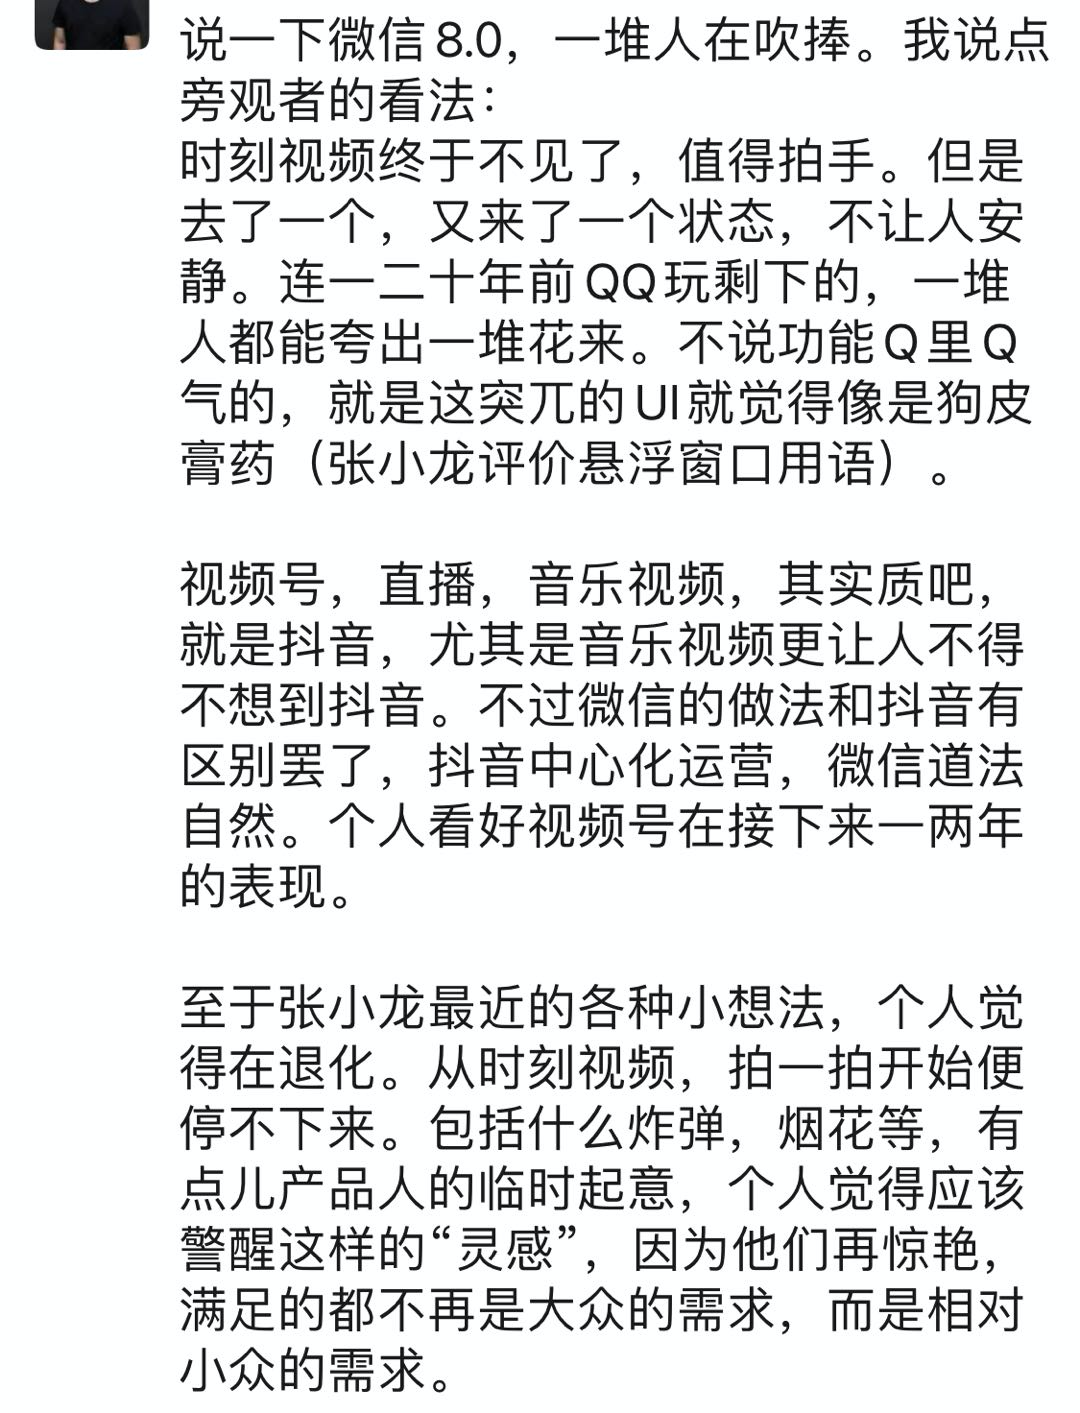 说一下微信8.0，一堆人在吹捧。我说点
旁观者的看法：
时刻视频终于不见了，值得拍手。但是
去了一个，又来了一个状态，不让人安
静。连一二十年前QQ玩剩下的，一堆
人都能夸出一堆花来。不说功能Q里Q
气的，就是这突兀的UI就觉得像是狗皮
膏药（张小龙评价悬浮窗口用语）。
视频号，直播，音乐视频，其实质吧，
就是抖音，尤其是音乐视频更让人不得
不想到抖音。不过微信的做法和抖音有
区别罢了，抖音中心化运营，微信道法
自然。个人看好视频号在接下来一两年
的表现。
至于张小龙最近的各种小想法，个人觉
得在退化。从时刻视频，拍一拍开始便
停不下来。包括什么炸弹，烟花等，有
点儿产品人的临时起意，个人觉得应该
警醒这样的“灵感”，因为他们再惊艳，
满足的都不再是大众的需求，而是相对
小众的需求。